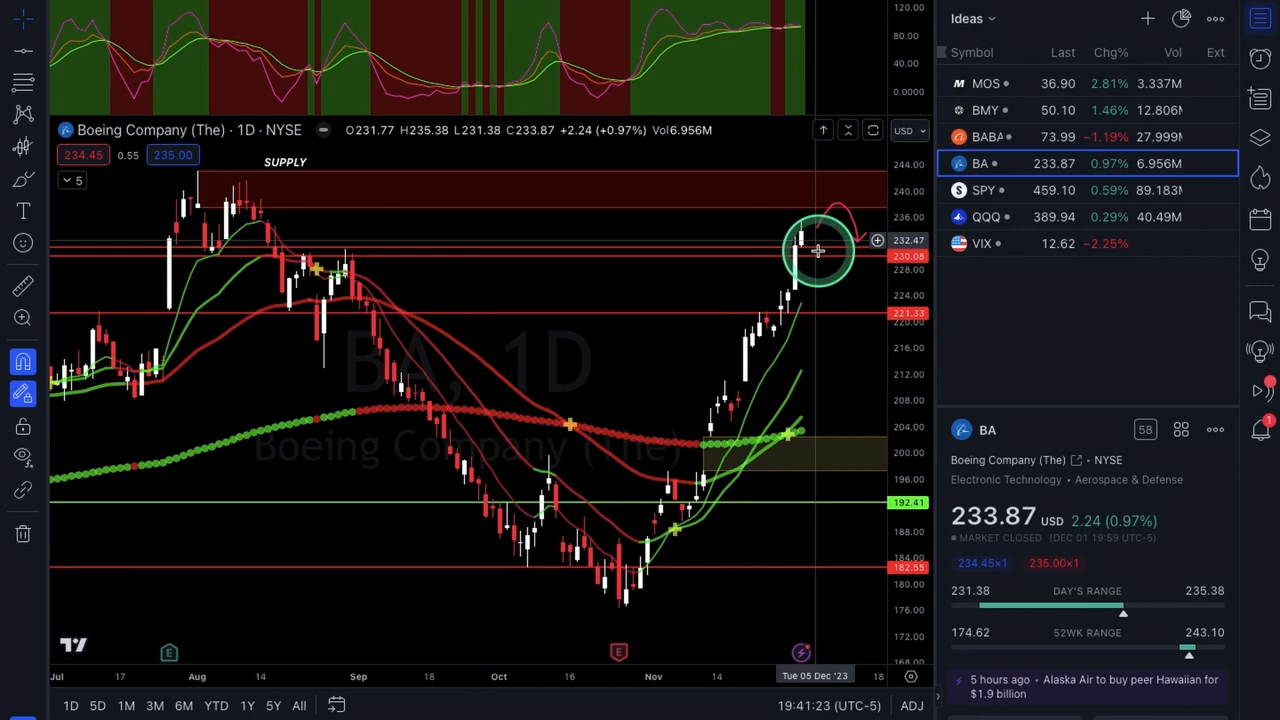 120.00
80.00
40.00
0.0000
Boeing Company (The) · 1D · NYSE
O231.77 H235.38 L231.38 C233.87 +2.24 (+0.97%) Vol6.956M
USD
234.45 0.55 235.00
5
SUPPLY
BA, 1D
Boeing Company (The)
244.00
240.00
236.00
232.47
230.08
228.00
224.00
221.33
220.00
216.00
212.00
208.00
204.00
200.00
196.00
192.41
188.00
184.00
182.55
180.00
176.00
172.00
168.00
E E
Jul 17 Aug 14 Sep 18 Oct 16 Nov 14 Tue 05 Dec '23 18
1D 5D 1M 3M 6M YTD 1Y 5Y All
19:41:23 (UTC-5) ADJ
Ideas
Symbol Last Chg% Vol Ext
MOS 36.90 2.81% 3.337M
BMY 50.10 1.46% 12.806M
BABA 73.99 −1.19% 27.999M
BA 233.87 0.97% 6.956M
SPY 459.10 0.59% 89.183M
QQQ 389.94 0.29% 40.49M
VIX 12.62 −2.25%
BA 58
Boeing Company (The) • NYSE
Electronic Technology • Aerospace & Defense
233.87 USD 2.24 (0.97%)
MARKET CLOSED (DEC 01 19:59 UTC-5)
234.45×1 235.00×1
231.38 DAY'S RANGE 235.38
174.62 52WK RANGE 243.10
5 hours ago • Alaska Air to buy peer Hawaiian for
$1.9 billion
1